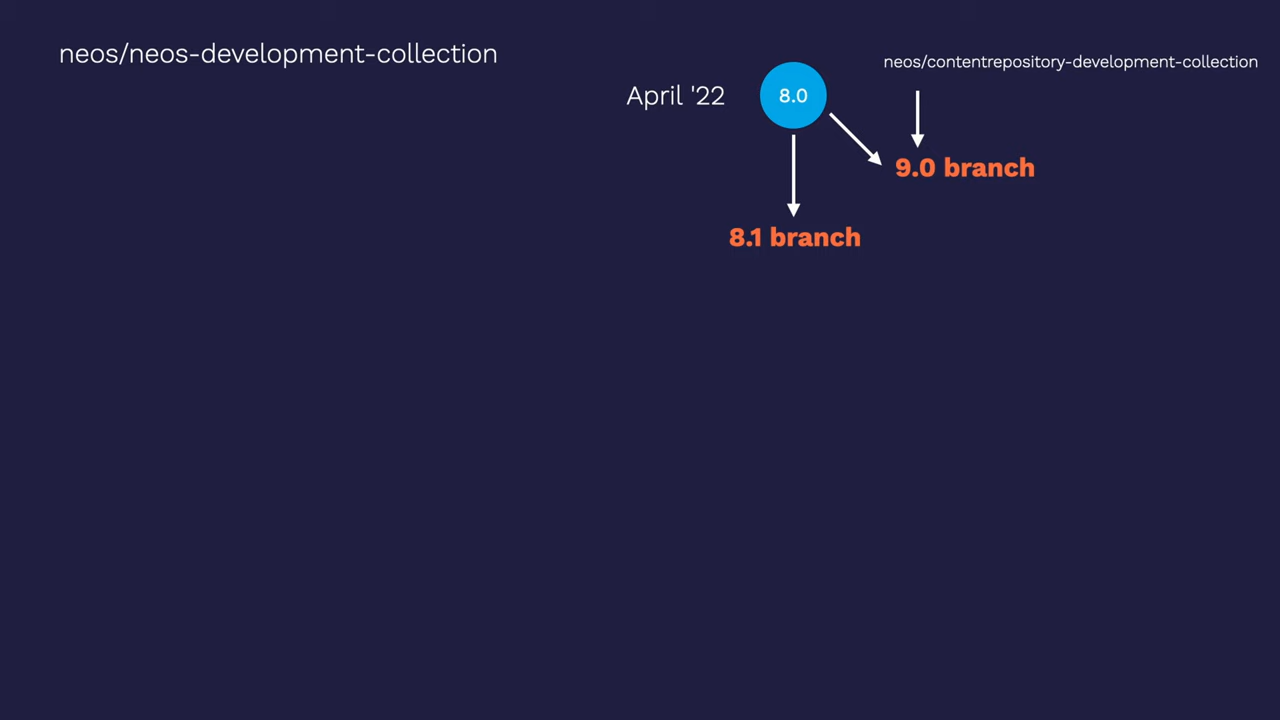 neos/neos-development-collection
neos/contentrepository-development-collection
April '22
8.0
9.0 branch
8.1 branch